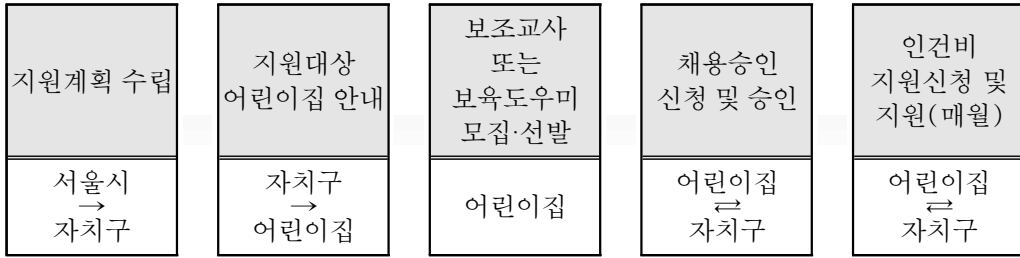 지원계획 수립
서울시
→
자치구
지원대상
어린이집 안내
자치구
→
어린이집
보조교사
또는
보육도우미
모집·선발
어린이집
채용승인
신청 및 승인
어린이집
⇄
자치구
인건비
지원신청 및
지원(매월)
어린이집
⇄
자치구